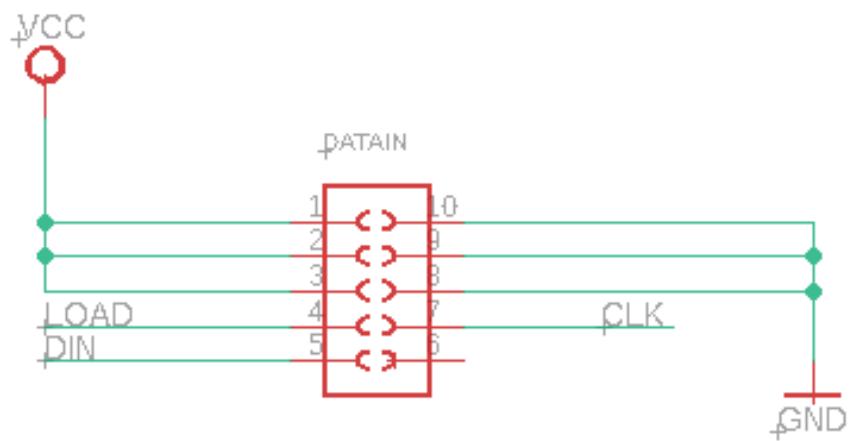 VCC
DATAIN
1 10
2 9
3 8
LOAD 4 7 CLK
DIN 5 6
GND